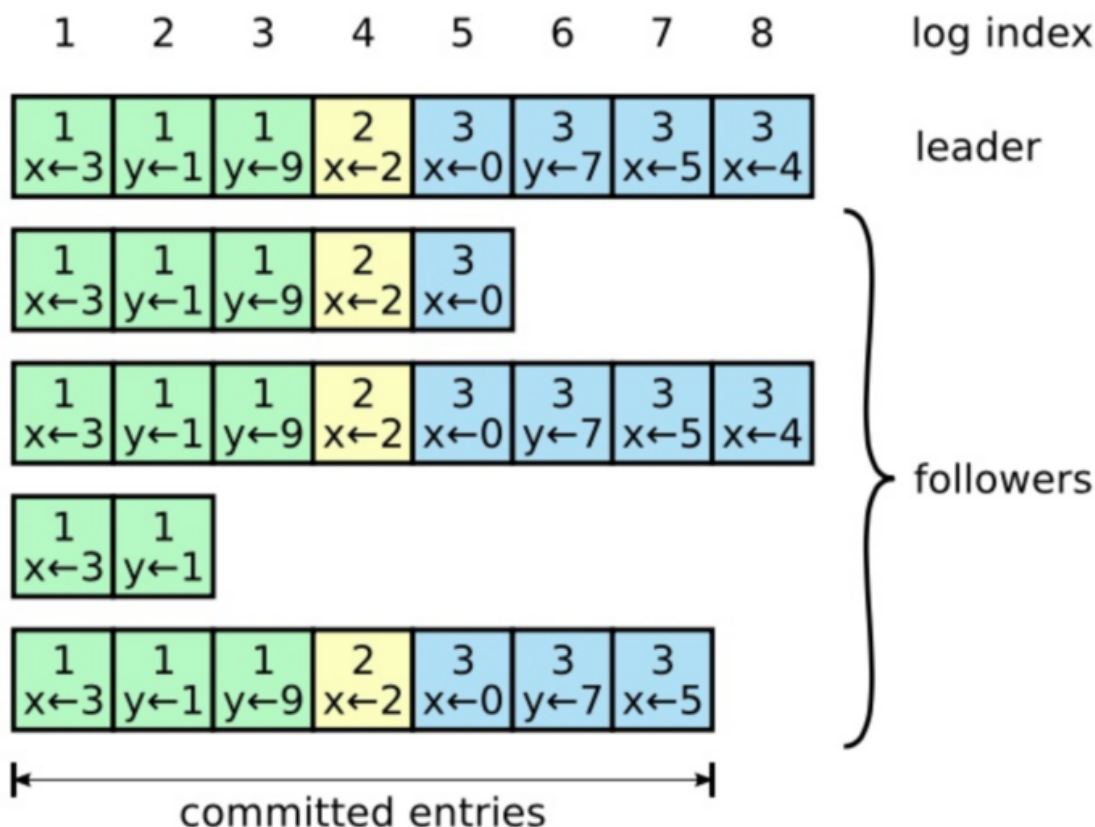 1 2 3 4 5 6 7 8 log index
1 1 1 2 3 3 3 3
x←3 y←1 y←9 x←2 x←0 y←7 x←5 x←4
leader
1 1 1 2 3
x←3 y←1 y←9 x←2 x←0
1 1 1 2 3 3 3 3
x←3 y←1 y←9 x←2 x←0 y←7 x←5 x←4
followers
1 1
x←3 y←1
1 1 1 2 3 3 3
x←3 y←1 y←9 x←2 x←0 y←7 x←5
committed entries